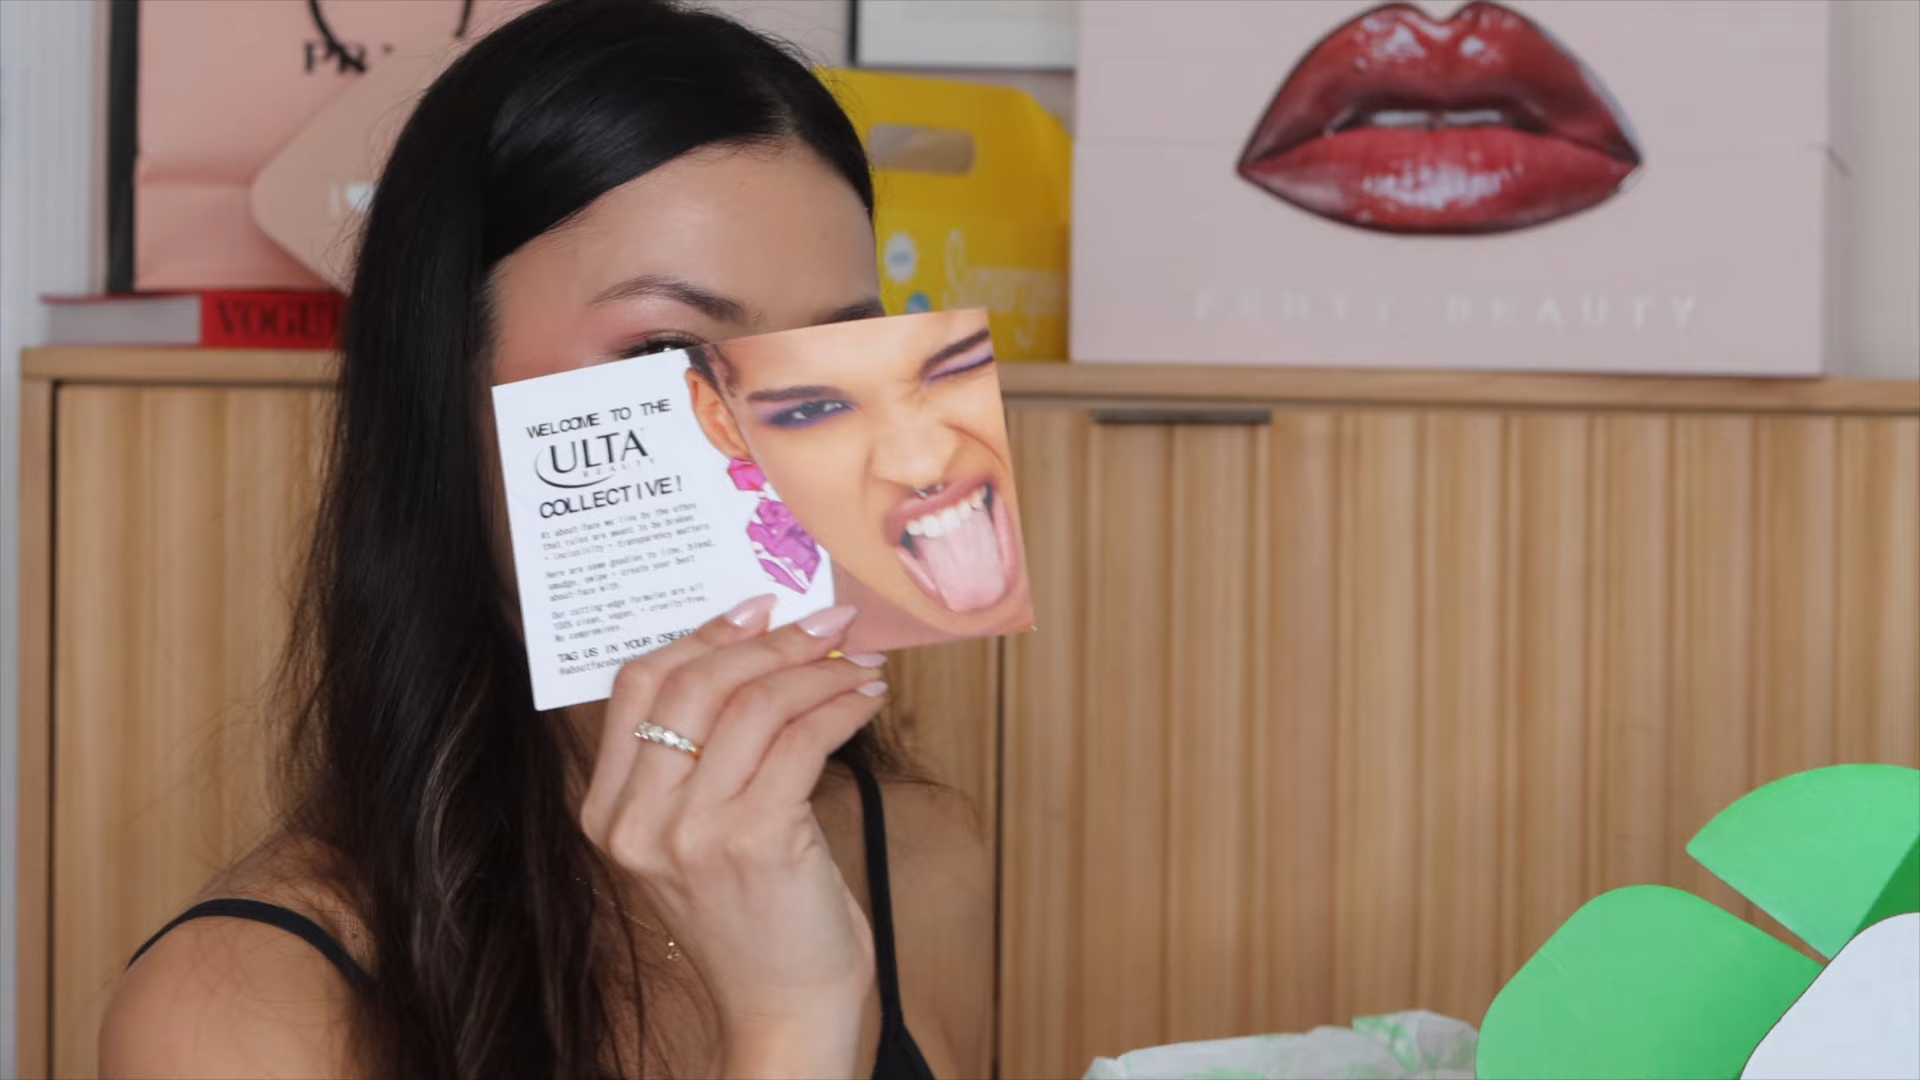 PR
I
VOGUE
FENTY BEAUTY
WELCOME TO THE
ULTA
BEAUTY
COLLECTIVE!
At about-face we live by the ethos
that rules are meant to be broken
+ inclusivity + transparency matters.
Here are some goodies to line, blend,
smudge, swipe + create your best
about-face with.
Our cutting-edge formulas are all
100% clean, vegan, + cruelty-free.
No compromises.
TAG US IN YOUR